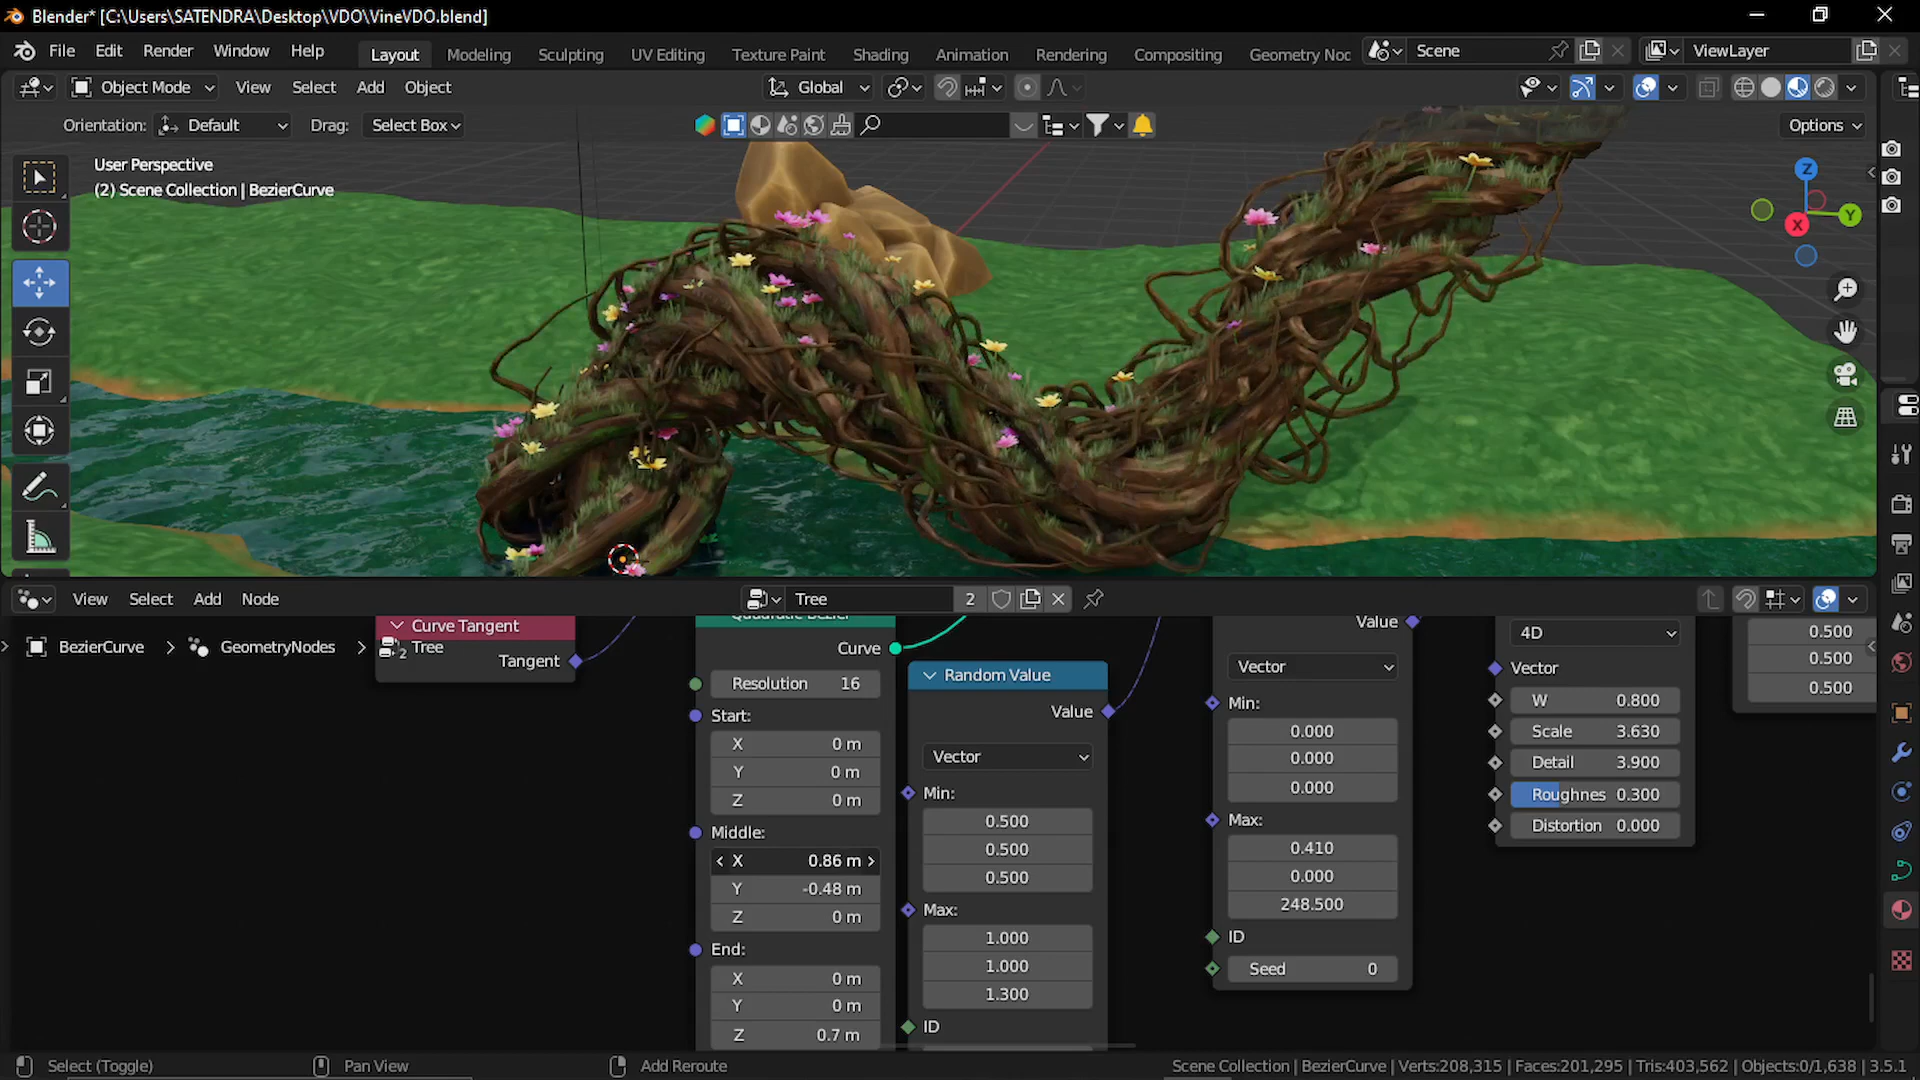 Blender* [C:\Users\SATENDRA\Desktop\VDO\VineVDO.blend]
File Edit Render Window Help Layout Modeling Sculpting UV Editing Texture Paint Shading Animation Rendering Compositing Geometry Noc Scene ViewLayer
Object Mode View Select Add Object Global
Orientation: Default Drag: Select Box Options
User Perspective
(2) Scene Collection | BezierCurve
Z
Y
X
View Select Add Node Tree 2
Curve Tangent
BezierCurve GeometryNodes 2 Tree
Tangent
Quadratic Bezier
Curve
Resolution 16
Start:
X 0 m
Y 0 m
Z 0 m
Middle:
X 0.86 m
Y -0.48 m
Z 0 m
End:
X 0 m
Y 0 m
Z 0.7 m
Random Value
Value
Vector
Min:
0.500
0.500
0.500
Max:
1.000
1.000
1.300
ID
Value
Vector
Min:
0.000
0.000
0.000
Max:
0.410
0.000
248.500
ID
Seed 0
4D
Vector
W 0.800
Scale 3.630
Detail 3.900
Roughnes 0.300
Distortion 0.000
0.500
0.500
0.500
Select (Toggle) Pan View Add Reroute Scene Collection | BezierCurve | Verts:208,315 | Faces:201,295 | Tris:403,562 | Objects:0/1,638 | 3.5.1